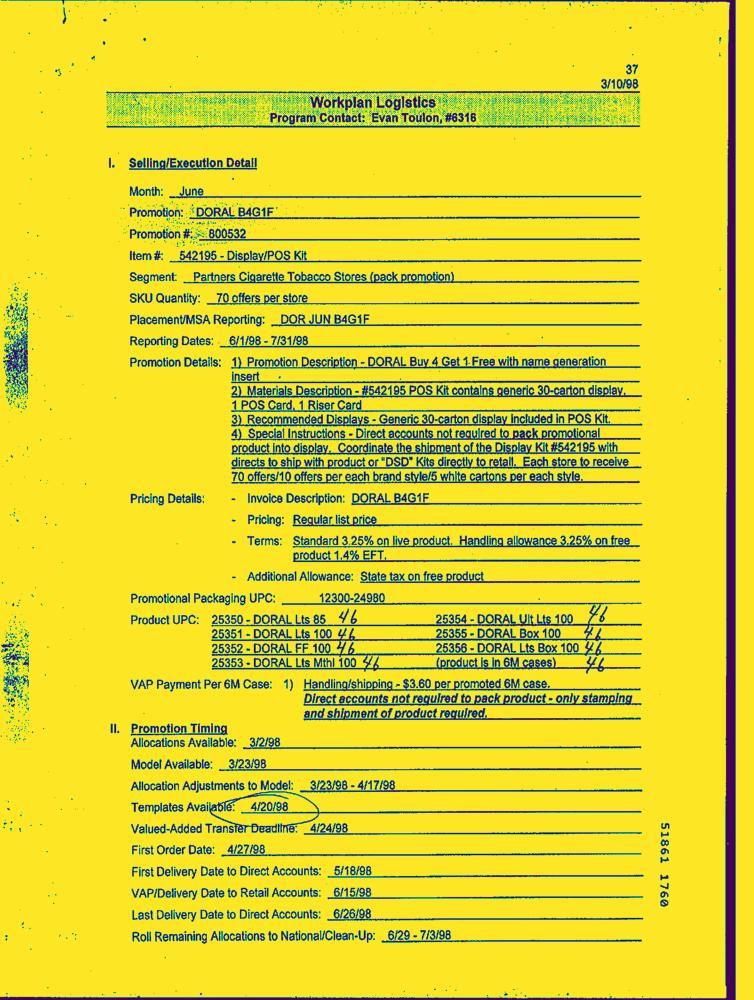 37
3/10/98
Workplan Logistics
Program Contact: Evan Toulon, #6316
I. Selling/Execution Detail
Month: June
Promotion: DORAL B4G1F
Promotion #: 800532
Item #: 542195 - Display/POS Kit
Segment: Partners Cigarette Tobacco Stores (pack promotion)
SKU Quantity: 70 offers per store
Placement/MSA Reporting: DOR JUN B4G1F
Reporting Dates: 6/1/98 - 7/31/98
Promotion Details: 1) Promotion Description - DORAL Buy 4 Get 1 Free with name generation
insert
2) Materials Description - #542195 POS Kit contains generic 30-carton display,
1 POS Card, 1 Riser Card
3) Recommended Displays - Generic 30-carton display included in POS Kit.
4) Special Instructions - Direct accounts not required to pack promotional
product into display. Coordinate the shipment of the Display Kit #542195 with
directs to ship with product or "DSD" Kits directly to retail. Each store to receive
70 offers/10 offers per each brand style/5 white cartons per each style.
Pricing Details: - Invoice Description: DORAL B4G1F
- Pricing: Regular list price
- Terms: Standard 3.25% on live product. Handling allowance 3.25% on free
product 1.4% EFT.
- Additional Allowance: State tax on free product
Promotional Packaging UPC: 12300-24980
Product UPC: 25350 - DORAL Lts 85 46 25354 - DORAL Ult Lts 100 46
25351 - DORAL Lts 100 46 25355 - DORAL Box 100 46
25352 - DORAL FF 100 46 25356 - DORAL Lts Box 100 46
25353 - DORAL Lts Mthl 100 46 (product is in 6M cases) 46
VAP Payment Per 6M Case: 1) Handling/shipping - $3.60 per promoted 6M case.
Direct accounts not required to pack product - only stamping
and shipment of product required.
II. Promotion Timing
Allocations Available: 3/2/98
Model Available: 3/23/98
Allocation Adjustments to Model: 3/23/98 - 4/17/98
Templates Available: 4/20/98
Valued-Added Transfer Deadline: 4/24/98
First Order Date: 4/27/98
First Delivery Date to Direct Accounts: 5/18/98
VAP/Delivery Date to Retail Accounts: 6/15/98
Last Delivery Date to Direct Accounts: 6/26/98
Roll Remaining Allocations to National/Clean-Up: 6/29 - 7/3/98
51861 1760